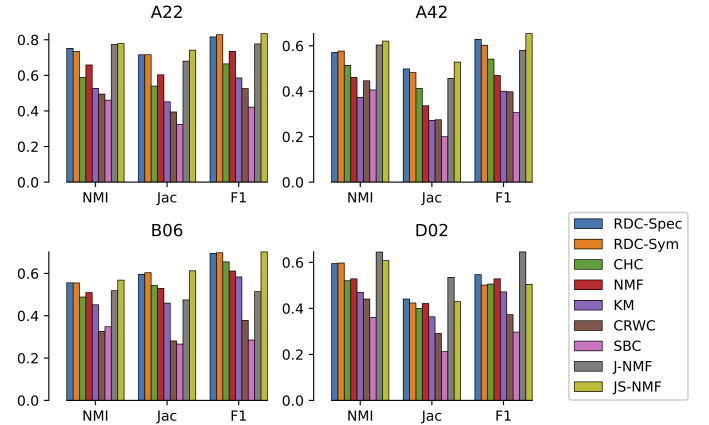 A22
0.8
0.6
0.4
0.2
0.0
NMI Jac F1
A42
0.6
0.4
0.2
0.0
NMI Jac F1
B06
0.6
0.4
0.2
0.0
NMI Jac F1
D02
0.6
0.4
0.2
0.0
NMI Jac F1
RDC-Spec
RDC-Sym
CHC
NMF
KM
CRWC
SBC
J-NMF
JS-NMF